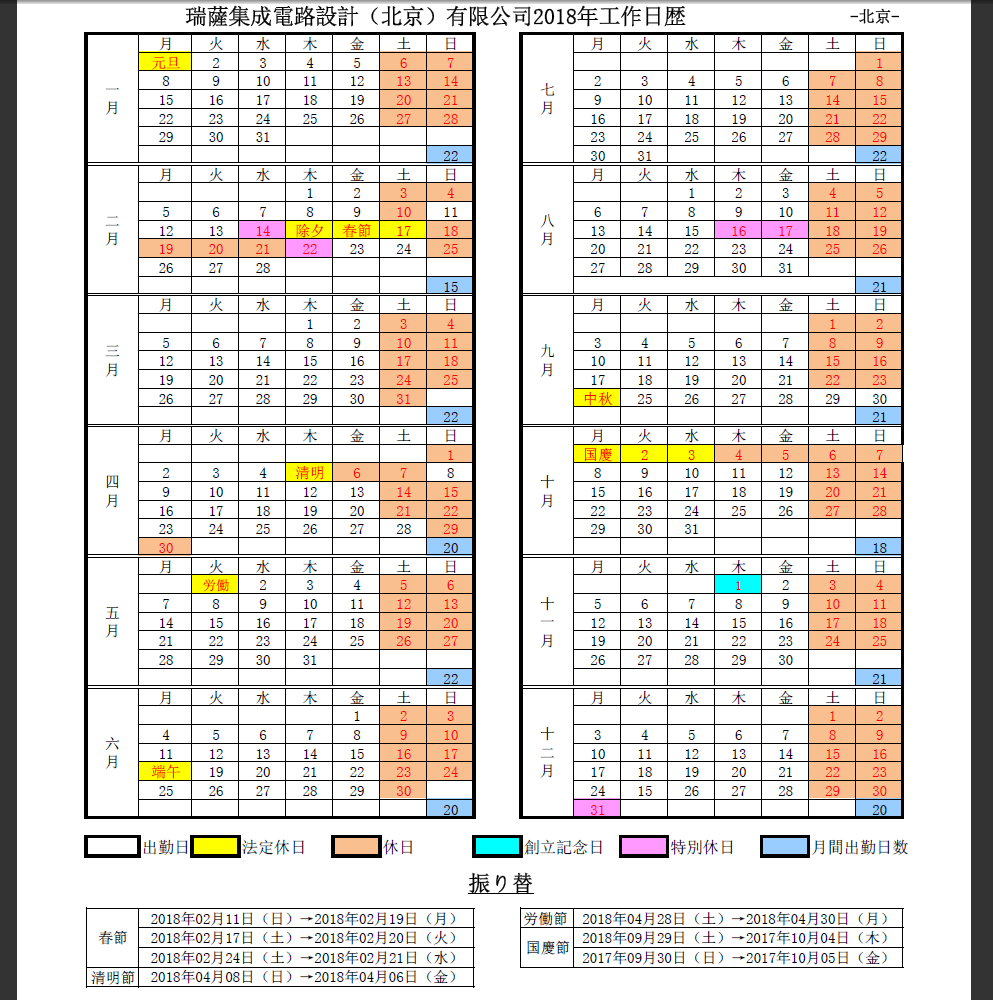 瑞薩集成電路設計（北京）有限公司2018年工作日歴
-北京-
一月
月 火 水 木 金 土 日
元旦 2 3 4 5 6 7
8 9 10 11 12 13 14
15 16 17 18 19 20 21
22 23 24 25 26 27 28
29 30 31
22
二月
月 火 水 木 金 土 日
1 2 3 4
5 6 7 8 9 10 11
12 13 14 除夕 春節 17 18
19 20 21 22 23 24 25
26 27 28
15
三月
月 火 水 木 金 土 日
1 2 3 4
5 6 7 8 9 10 11
12 13 14 15 16 17 18
19 20 21 22 23 24 25
26 27 28 29 30 31
22
四月
月 火 水 木 金 土 日
1
2 3 4 清明 6 7 8
9 10 11 12 13 14 15
16 17 18 19 20 21 22
23 24 25 26 27 28 29
30 20
五月
月 火 水 木 金 土 日
労働 2 3 4 5 6
7 8 9 10 11 12 13
14 15 16 17 18 19 20
21 22 23 24 25 26 27
28 29 30 31
22
六月
月 火 水 木 金 土 日
1 2 3
4 5 6 7 8 9 10
11 12 13 14 15 16 17
端午 19 20 21 22 23 24
25 26 27 28 29 30
20
七月
月 火 水 木 金 土 日
1
2 3 4 5 6 7 8
9 10 11 12 13 14 15
16 17 18 19 20 21 22
23 24 25 26 27 28 29
30 31 22
八月
月 火 水 木 金 土 日
1 2 3 4 5
6 7 8 9 10 11 12
13 14 15 16 17 18 19
20 21 22 23 24 25 26
27 28 29 30 31
21
九月
月 火 水 木 金 土 日
1 2
3 4 5 6 7 8 9
10 11 12 13 14 15 16
17 18 19 20 21 22 23
中秋 25 26 27 28 29 30
21
十月
月 火 水 木 金 土 日
国慶 2 3 4 5 6 7
8 9 10 11 12 13 14
15 16 17 18 19 20 21
22 23 24 25 26 27 28
29 30 31
18
十一月
月 火 水 木 金 土 日
1 2 3 4
5 6 7 8 9 10 11
12 13 14 15 16 17 18
19 20 21 22 23 24 25
26 27 28 29 30
21
十二月
月 火 水 木 金 土 日
1 2
3 4 5 6 7 8 9
10 11 12 13 14 15 16
17 18 19 20 21 22 23
24 15 26 27 28 29 30
31 20
出勤日 法定休日 休日 創立記念日 特別休日 月間出勤日数
振り替
春節
2018年02月11日（日）→2018年02月19日（月）
2018年02月17日（土）→2018年02月20日（火）
2018年02月24日（土）→2018年02月21日（水）
清明節 2018年04月08日（日）→2018年04月06日（金）
労働節 2018年04月28日（土）→2018年04月30日（月）
国慶節
2018年09月29日（土）→2017年10月04日（木）
2017年09月30日（日）→2017年10月05日（金）